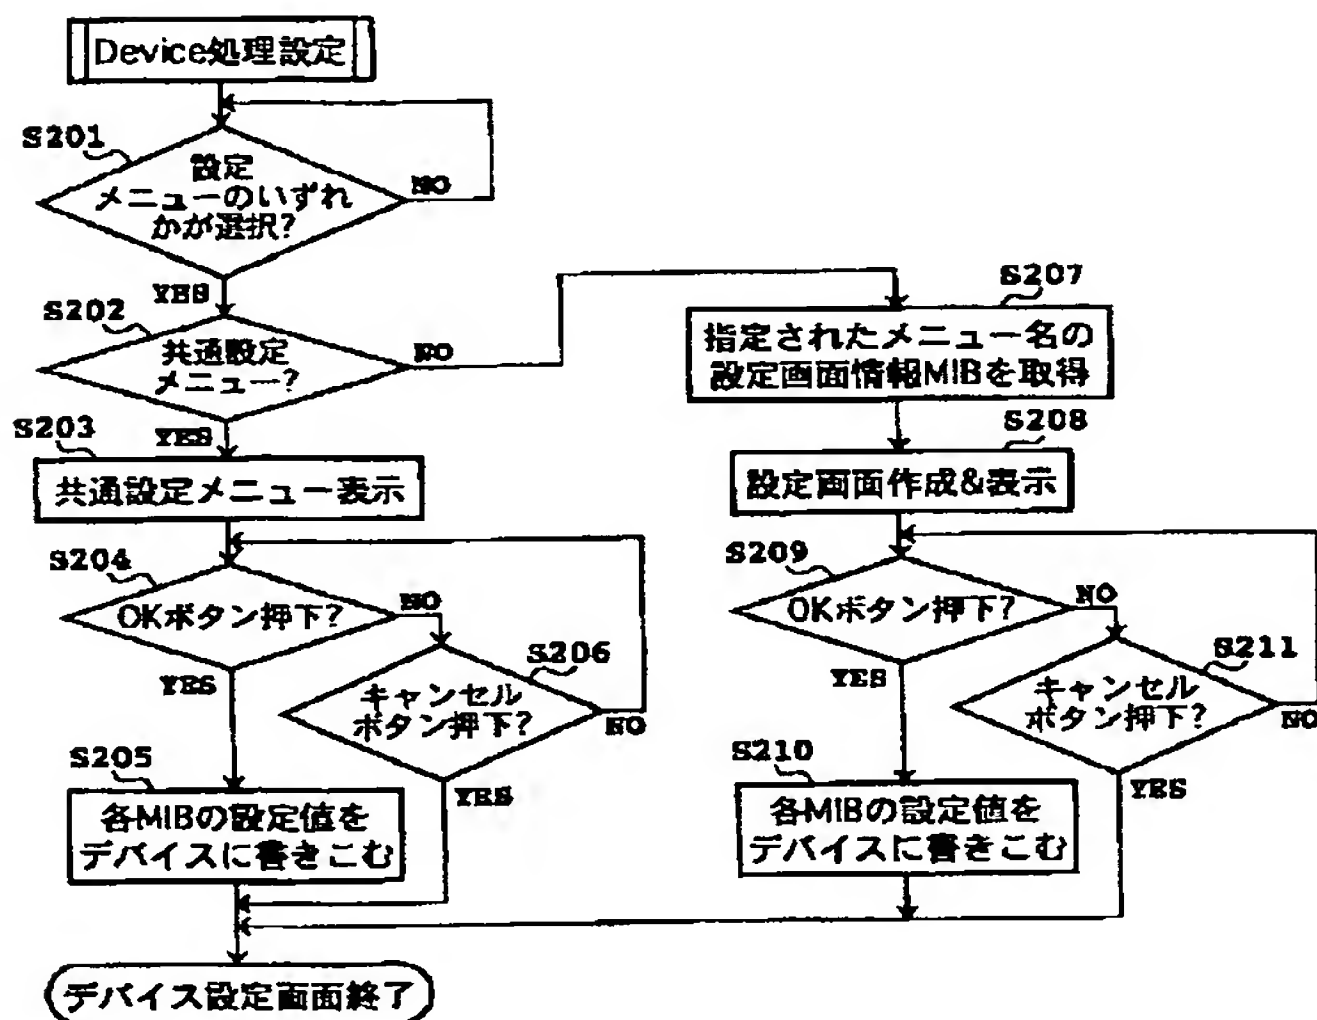 Device処理設定
S201
設定
メニューのいずれ
かが選択?
NO
YES
S202
共通設定
メニュー?
NO
YES
S203
共通設定メニュー表示
S204
OKボタン押下?
NO
YES
S206
キャンセル
ボタン押下?
NO
YES
S205
各MIBの設定値を
デバイスに書きこむ
S207
指定されたメニュー名の
設定画面情報MIBを取得
S208
設定画面作成&表示
S209
OKボタン押下?
NO
YES
S211
キャンセル
ボタン押下?
NO
YES
S210
各MIBの設定値を
デバイスに書きこむ
デバイス設定画面終了